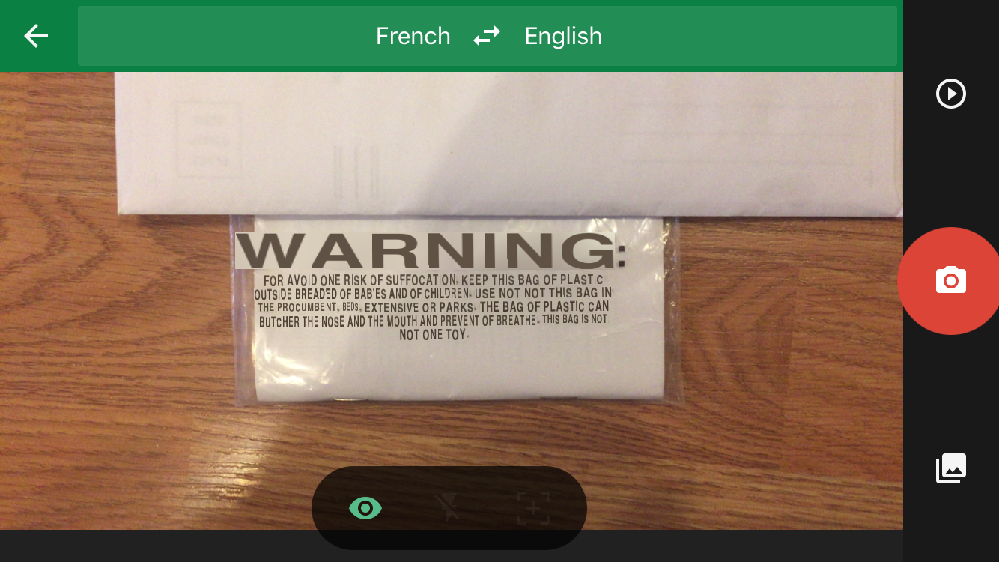 French English
WARNING:
FOR AVOID ONE RISK OF SUFFOCATION. KEEP THIS BAG OF PLASTIC
OUTSIDE BREADED OF BABIES AND OF CHILDREN. USE NOT NOT THIS BAG IN
THE PROCUMBENT, BEDS, EXTENSIVE OR PARKS. THE BAG OF PLASTIC CAN
BUTCHER THE NOSE AND THE MOUTH AND PREVENT OF BREATHE. THIS BAG IS NOT
NOT ONE TOY.